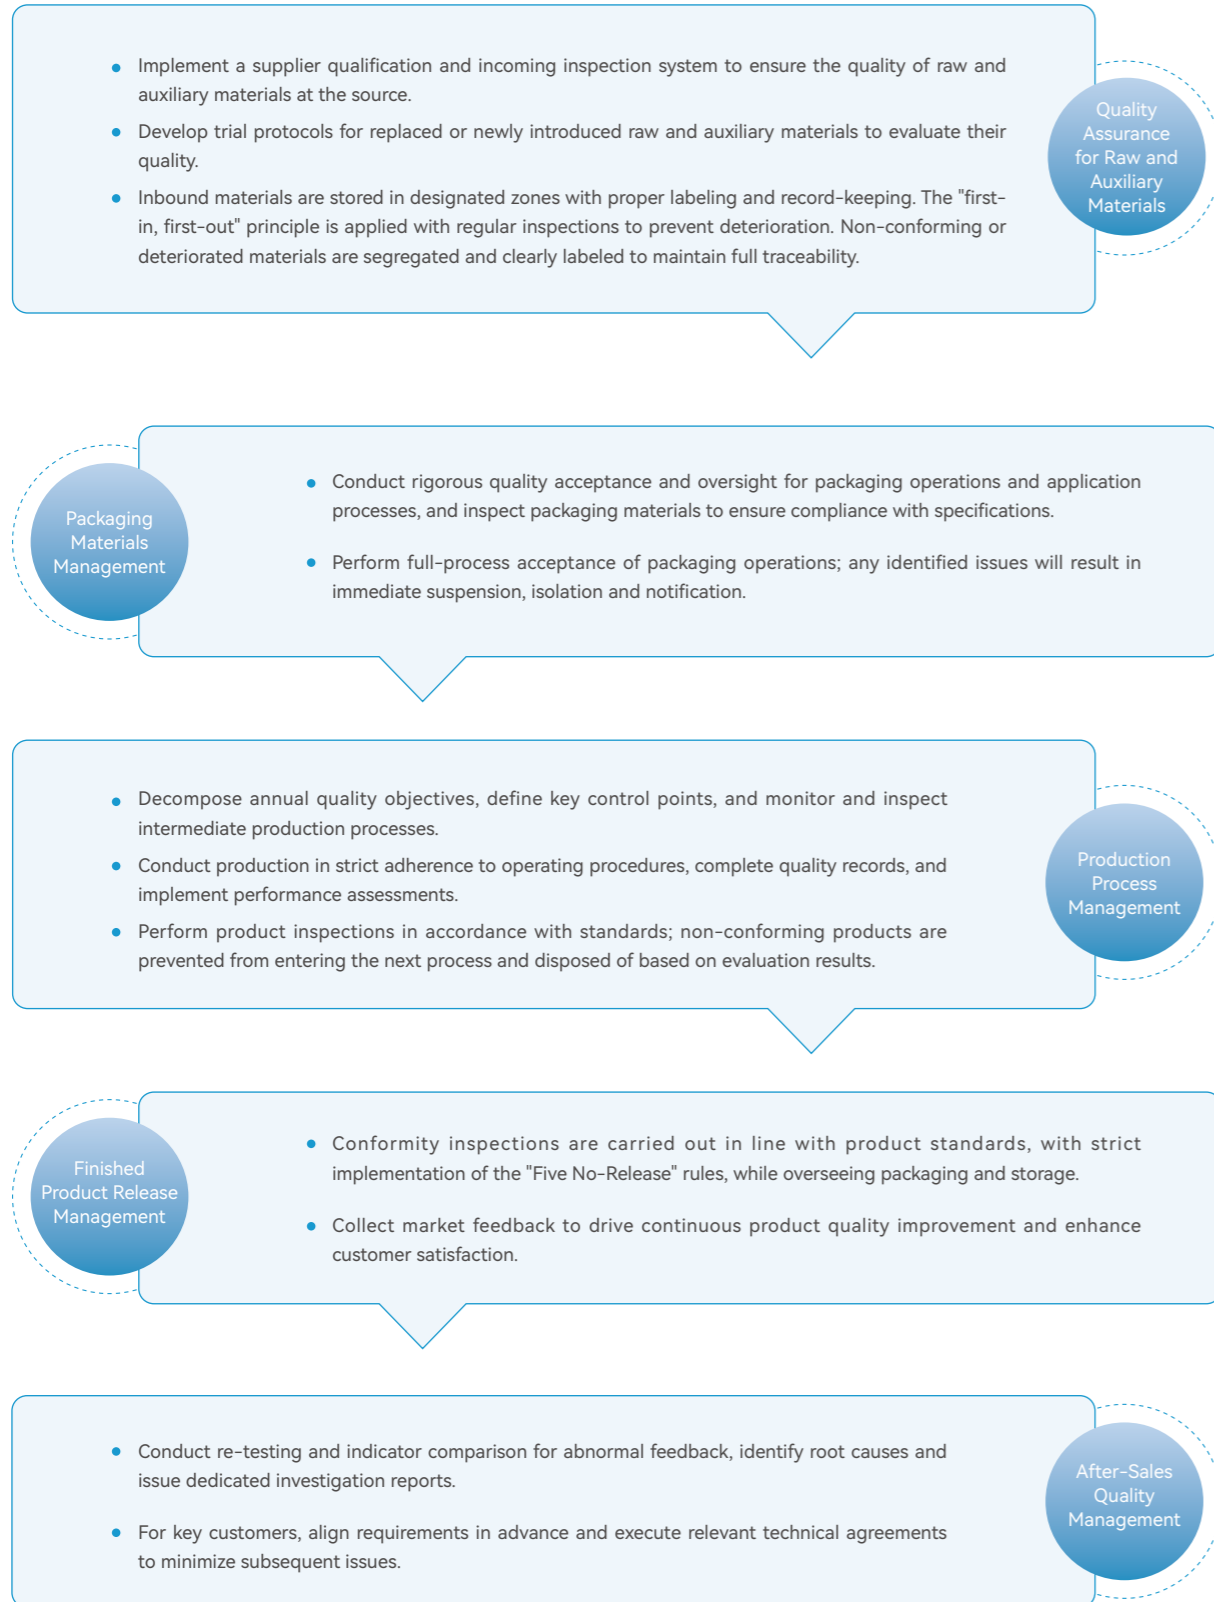 Implement a supplier qualification and incoming inspection system to ensure the quality of raw and
auxiliary materials at the source.
Develop trial protocols for replaced or newly introduced raw and auxiliary materials to evaluate their
quality.
Inbound materials are stored in designated zones with proper labeling and record-keeping. The "first-
in, first-out" principle is applied with regular inspections to prevent deterioration. Non-conforming or
deteriorated materials are segregated and clearly labeled to maintain full traceability.
Quality
Assurance
for Raw and
Auxiliary
Materials
Packaging
Materials
Management
Conduct rigorous quality acceptance and oversight for packaging operations and application
processes, and inspect packaging materials to ensure compliance with specifications.
Perform full-process acceptance of packaging operations; any identified issues will result in
immediate suspension, isolation and notification.
Decompose annual quality objectives, define key control points, and monitor and inspect
intermediate production processes.
Conduct production in strict adherence to operating procedures, complete quality records, and
implement performance assessments.
Perform product inspections in accordance with standards; non-conforming products are
prevented from entering the next process and disposed of based on evaluation results.
Production
Process
Management
Finished
Product Release
Management
Conformity inspections are carried out in line with product standards, with strict
implementation of the "Five No-Release" rules, while overseeing packaging and storage.
Collect market feedback to drive continuous product quality improvement and enhance
customer satisfaction.
Conduct re-testing and indicator comparison for abnormal feedback, identify root causes and
issue dedicated investigation reports.
For key customers, align requirements in advance and execute relevant technical agreements
to minimize subsequent issues.
After-Sales
Quality
Management